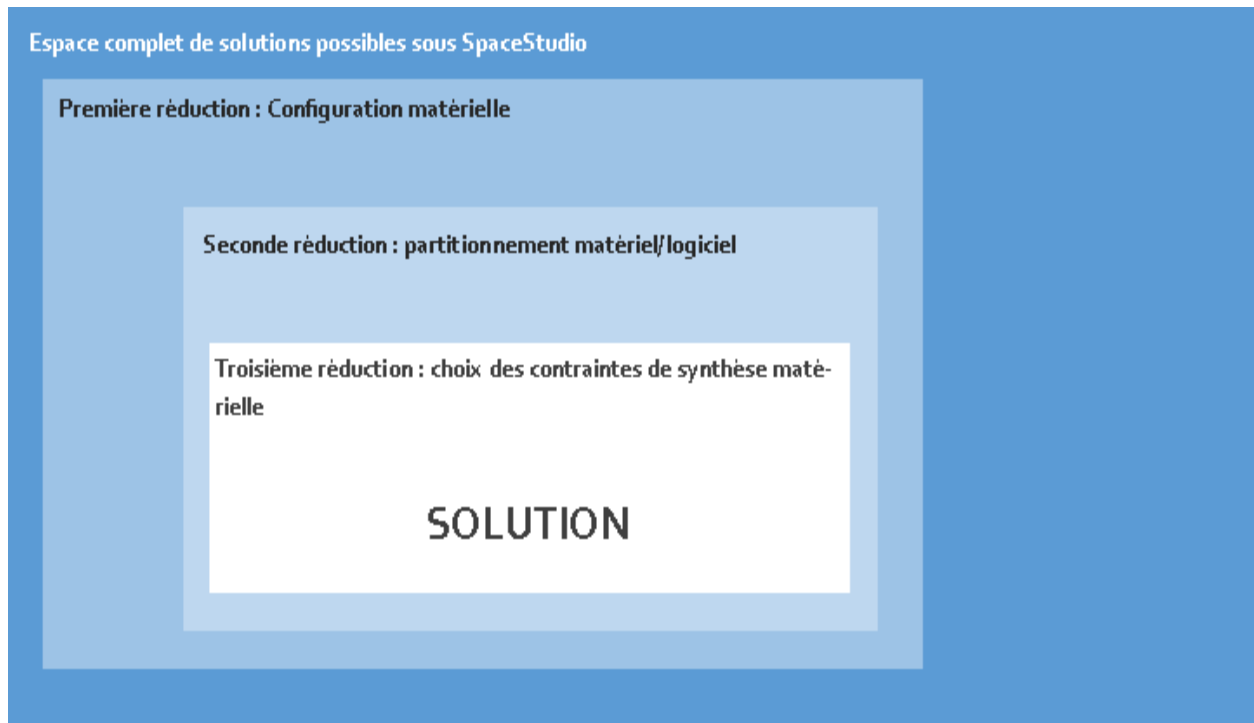 Espace complet de solutions possibles sous SpaceStudio
Première réduction : Configuration matérielle
Seconde réduction : partitionnement matériel/logiciel
Troisième réduction : choix des contraintes de synthèse maté-
rielle
SOLUTION